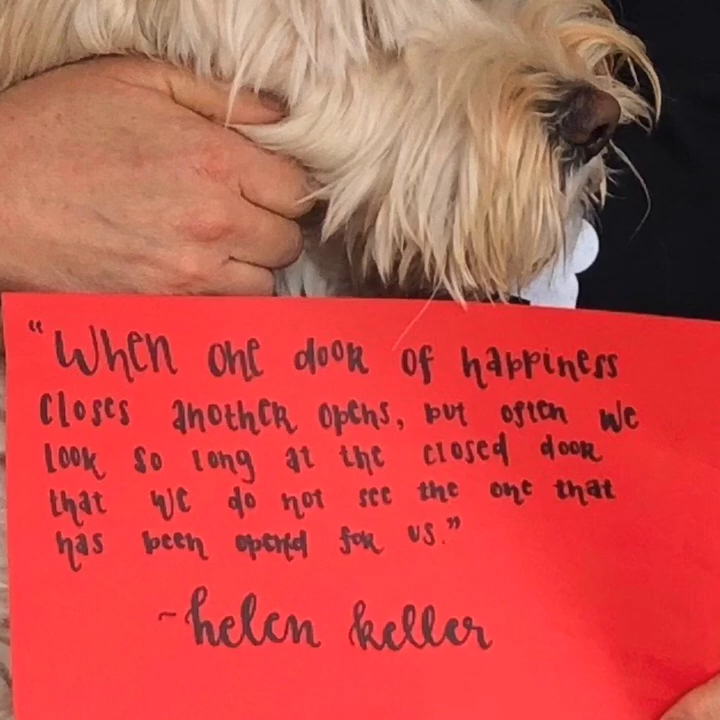 "When one door of happiness
closes another opens, but often we
look so long at the closed door
that we do not see the one that
has been opened for us."
~helen keller